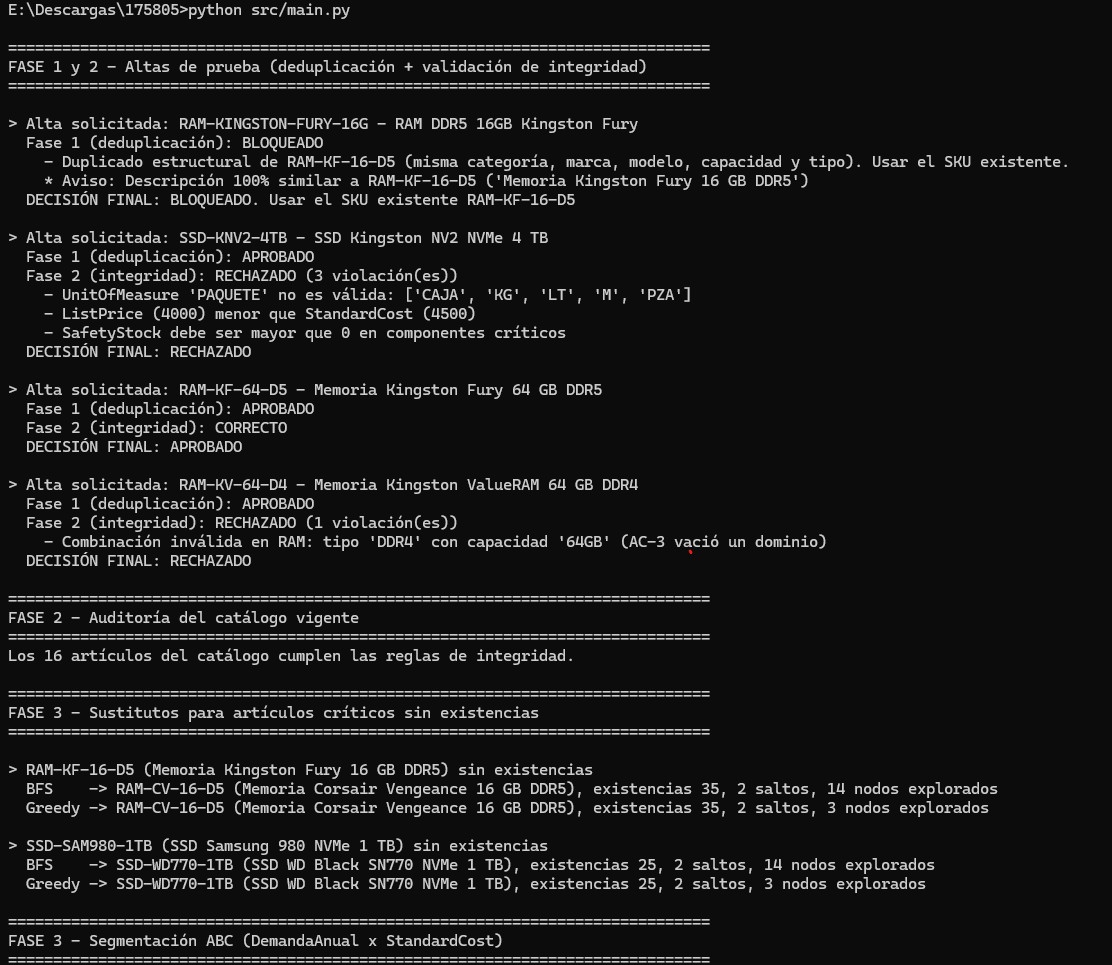 E:\Descargas\175805>python src/main.py
==============================================================================
FASE 1 y 2 - Altas de prueba (deduplicación + validación de integridad)
==============================================================================
> Alta solicitada: RAM-KINGSTON-FURY-16G - RAM DDR5 16GB Kingston Fury
  Fase 1 (deduplicación): BLOQUEADO
    - Duplicado estructural de RAM-KF-16-D5 (misma categoría, marca, modelo, capacidad y tipo). Usar el SKU existente.
    * Aviso: Descripción 100% similar a RAM-KF-16-D5 ('Memoria Kingston Fury 16 GB DDR5')
  DECISIÓN FINAL: BLOQUEADO. Usar el SKU existente RAM-KF-16-D5
> Alta solicitada: SSD-KNV2-4TB - SSD Kingston NV2 NVMe 4 TB
  Fase 1 (deduplicación): APROBADO
  Fase 2 (integridad): RECHAZADO (3 violación(es))
    - UnitOfMeasure 'PAQUETE' no es válida: ['CAJA', 'KG', 'LT', 'M', 'PZA']
    - ListPrice (4000) menor que StandardCost (4500)
    - SafetyStock debe ser mayor que 0 en componentes críticos
  DECISIÓN FINAL: RECHAZADO
> Alta solicitada: RAM-KF-64-D5 - Memoria Kingston Fury 64 GB DDR5
  Fase 1 (deduplicación): APROBADO
  Fase 2 (integridad): CORRECTO
  DECISIÓN FINAL: APROBADO
> Alta solicitada: RAM-KV-64-D4 - Memoria Kingston ValueRAM 64 GB DDR4
  Fase 1 (deduplicación): APROBADO
  Fase 2 (integridad): RECHAZADO (1 violación(es))
    - Combinación inválida en RAM: tipo 'DDR4' con capacidad '64GB' (AC-3 vació un dominio)
  DECISIÓN FINAL: RECHAZADO
==============================================================================
FASE 2 - Auditoría del catálogo vigente
==============================================================================
Los 16 artículos del catálogo cumplen las reglas de integridad.
==============================================================================
FASE 3 - Sustitutos para artículos críticos sin existencias
==============================================================================
> RAM-KF-16-D5 (Memoria Kingston Fury 16 GB DDR5) sin existencias
  BFS    -> RAM-CV-16-D5 (Memoria Corsair Vengeance 16 GB DDR5), existencias 35, 2 saltos, 14 nodos explorados
  Greedy -> RAM-CV-16-D5 (Memoria Corsair Vengeance 16 GB DDR5), existencias 35, 2 saltos, 3 nodos explorados
> SSD-SAM980-1TB (SSD Samsung 980 NVMe 1 TB) sin existencias
  BFS    -> SSD-WD770-1TB (SSD WD Black SN770 NVMe 1 TB), existencias 25, 2 saltos, 14 nodos explorados
  Greedy -> SSD-WD770-1TB (SSD WD Black SN770 NVMe 1 TB), existencias 25, 2 saltos, 3 nodos explorados
==============================================================================
FASE 3 - Segmentación ABC (DemandaAnual x StandardCost)
==============================================================================